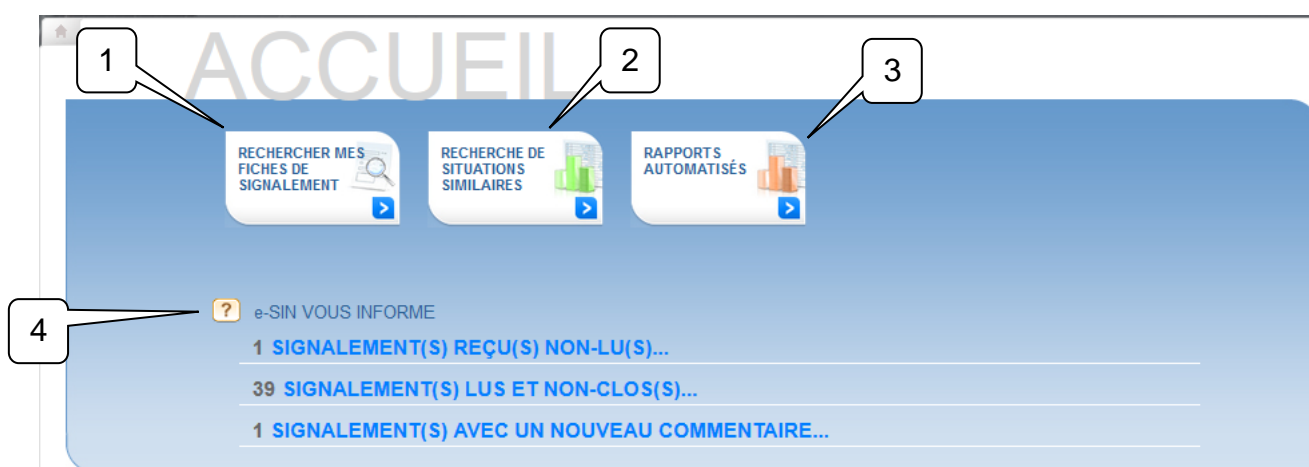 ACCUEIL
1
2
3
RECHERCHER MES
FICHES DE
SIGNALEMENT
RECHERCHE DE
SITUATIONS
SIMILAIRES
RAPPORTS
AUTOMATISÉS
4
? e-SIN VOUS INFORME
1 SIGNALEMENT(S) REÇU(S) NON-LU(S)...
39 SIGNALEMENT(S) LUS ET NON-CLOS(S)...
1 SIGNALEMENT(S) AVEC UN NOUVEAU COMMENTAIRE...